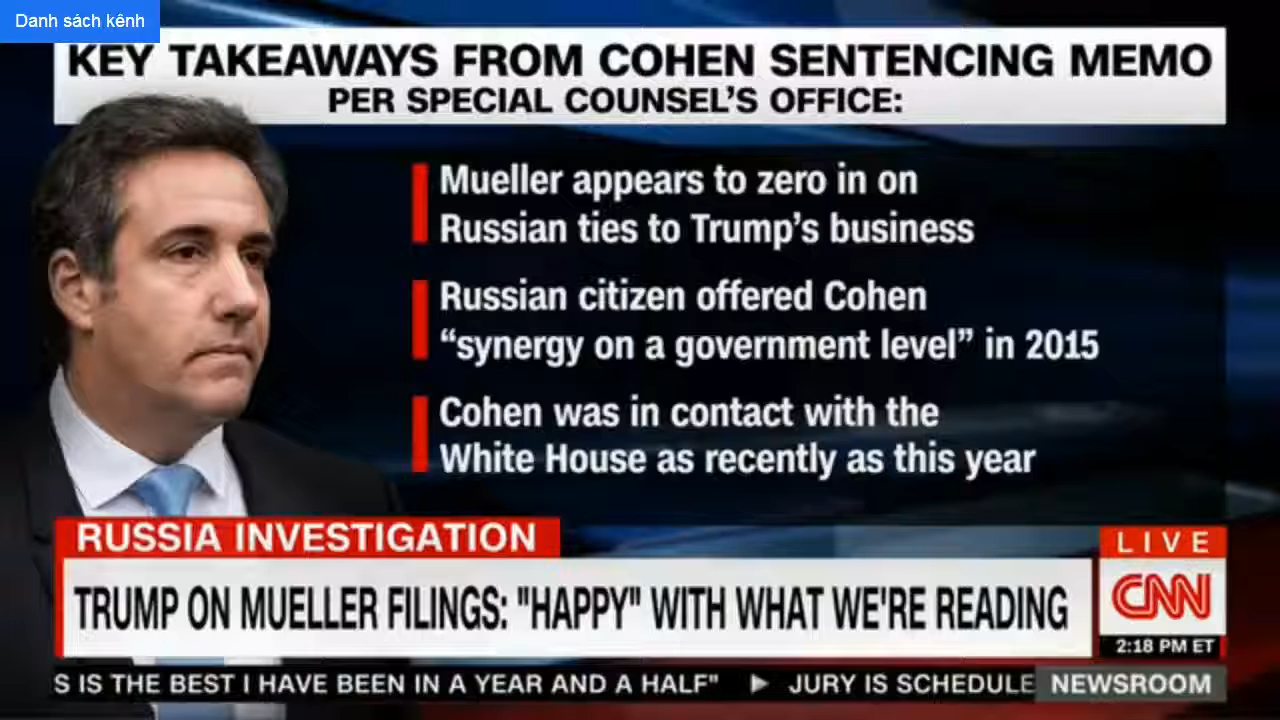 Danh sách kênh
KEY TAKEAWAYS FROM COHEN SENTENCING MEMO
PER SPECIAL COUNSEL'S OFFICE:
Mueller appears to zero in on
Russian ties to Trump's business
Russian citizen offered Cohen
“synergy on a government level” in 2015
Cohen was in contact with the
White House as recently as this year
RUSSIA INVESTIGATION
TRUMP ON MUELLER FILINGS: "HAPPY" WITH WHAT WE'RE READING
LIVE
CNN
2:18 PM ET
S IS THE BEST I HAVE BEEN IN A YEAR AND A HALF" ▶ JURY IS SCHEDULE
NEWSROOM